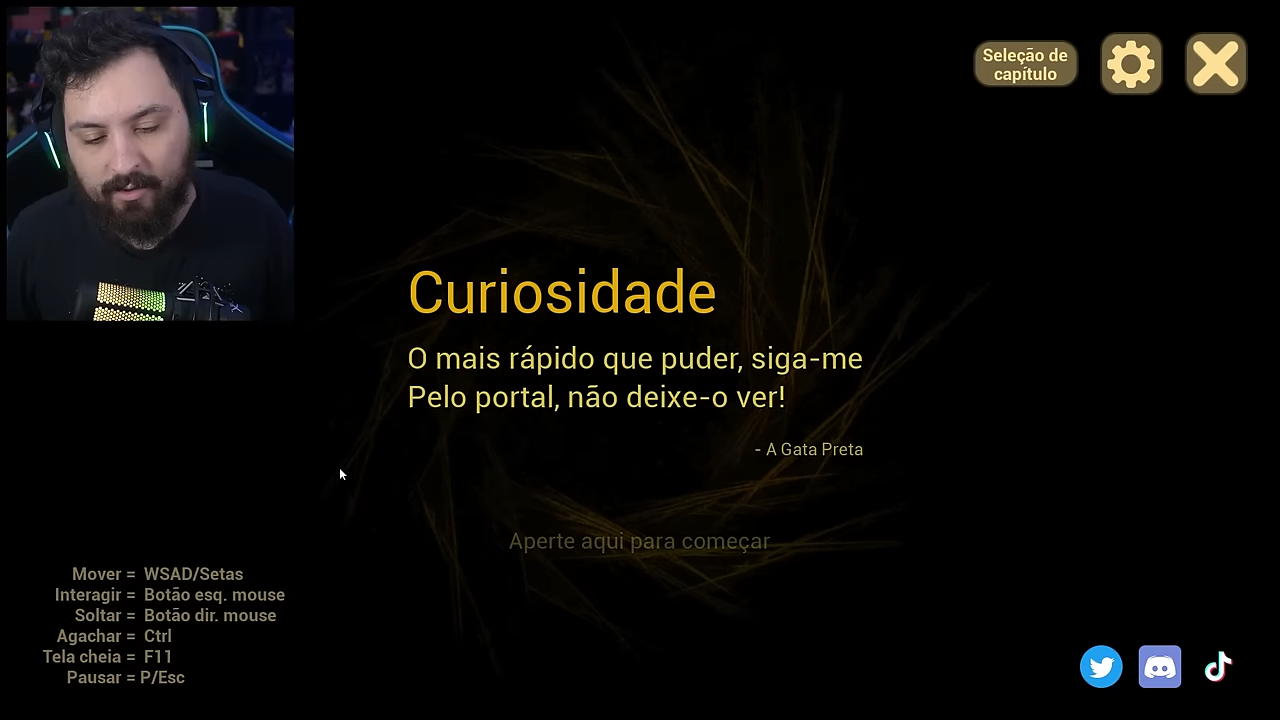 Seleção de
capítulo
Curiosidade
O mais rápido que puder, siga-me
Pelo portal, não deixe-o ver!
- A Gata Preta
Aperte aqui para começar
Mover = WSAD/Setas
Interagir = Botão esq. mouse
Soltar = Botão dir. mouse
Agachar = Ctrl
Tela cheia = F11
Pausar = P/Esc